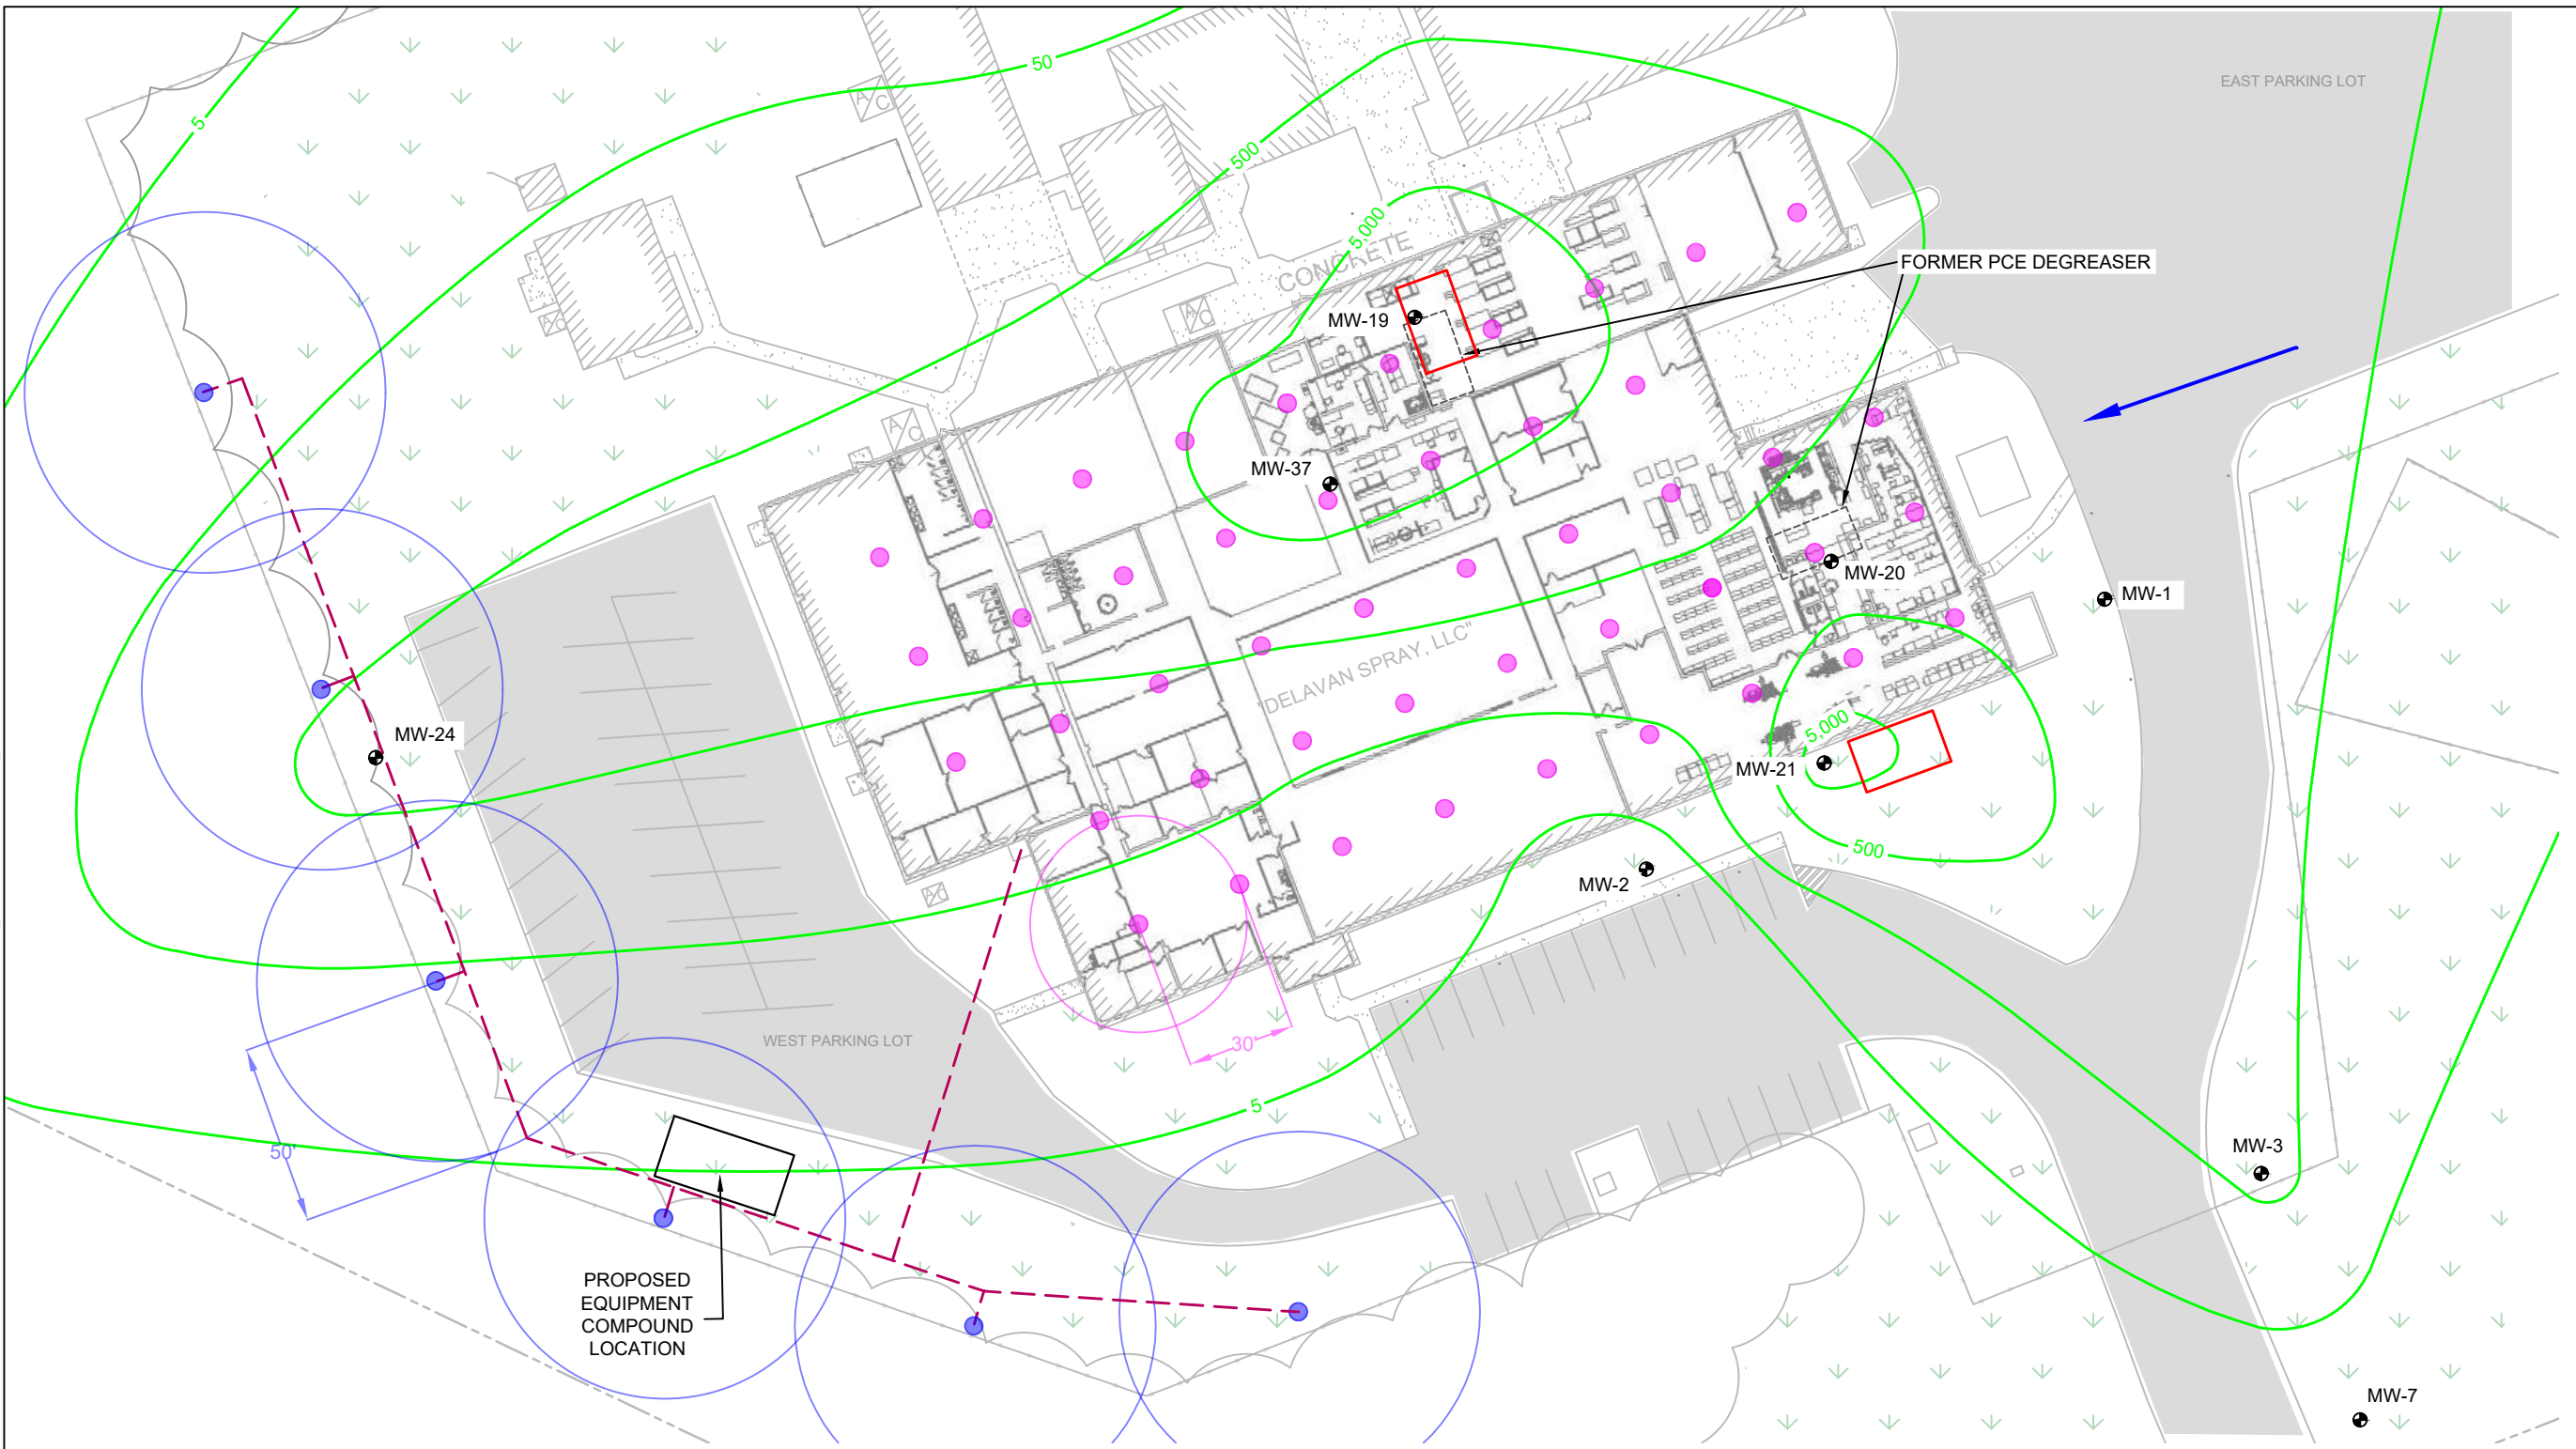 50
EAST PARKING LOT
5
500
5,000
CONCRETE
A/C
FORMER PCE DEGREASER
MW-19
A/C
A/C
A/C
MW-37
MW-20
MW-1
"DELAVAN SPRAY, LLC"
MW-24
5,000
MW-21
500
MW-2
A/C
WEST PARKING LOT
30'
5
50'
MW-3
PROPOSED
EQUIPMENT
COMPOUND
LOCATION
MW-7